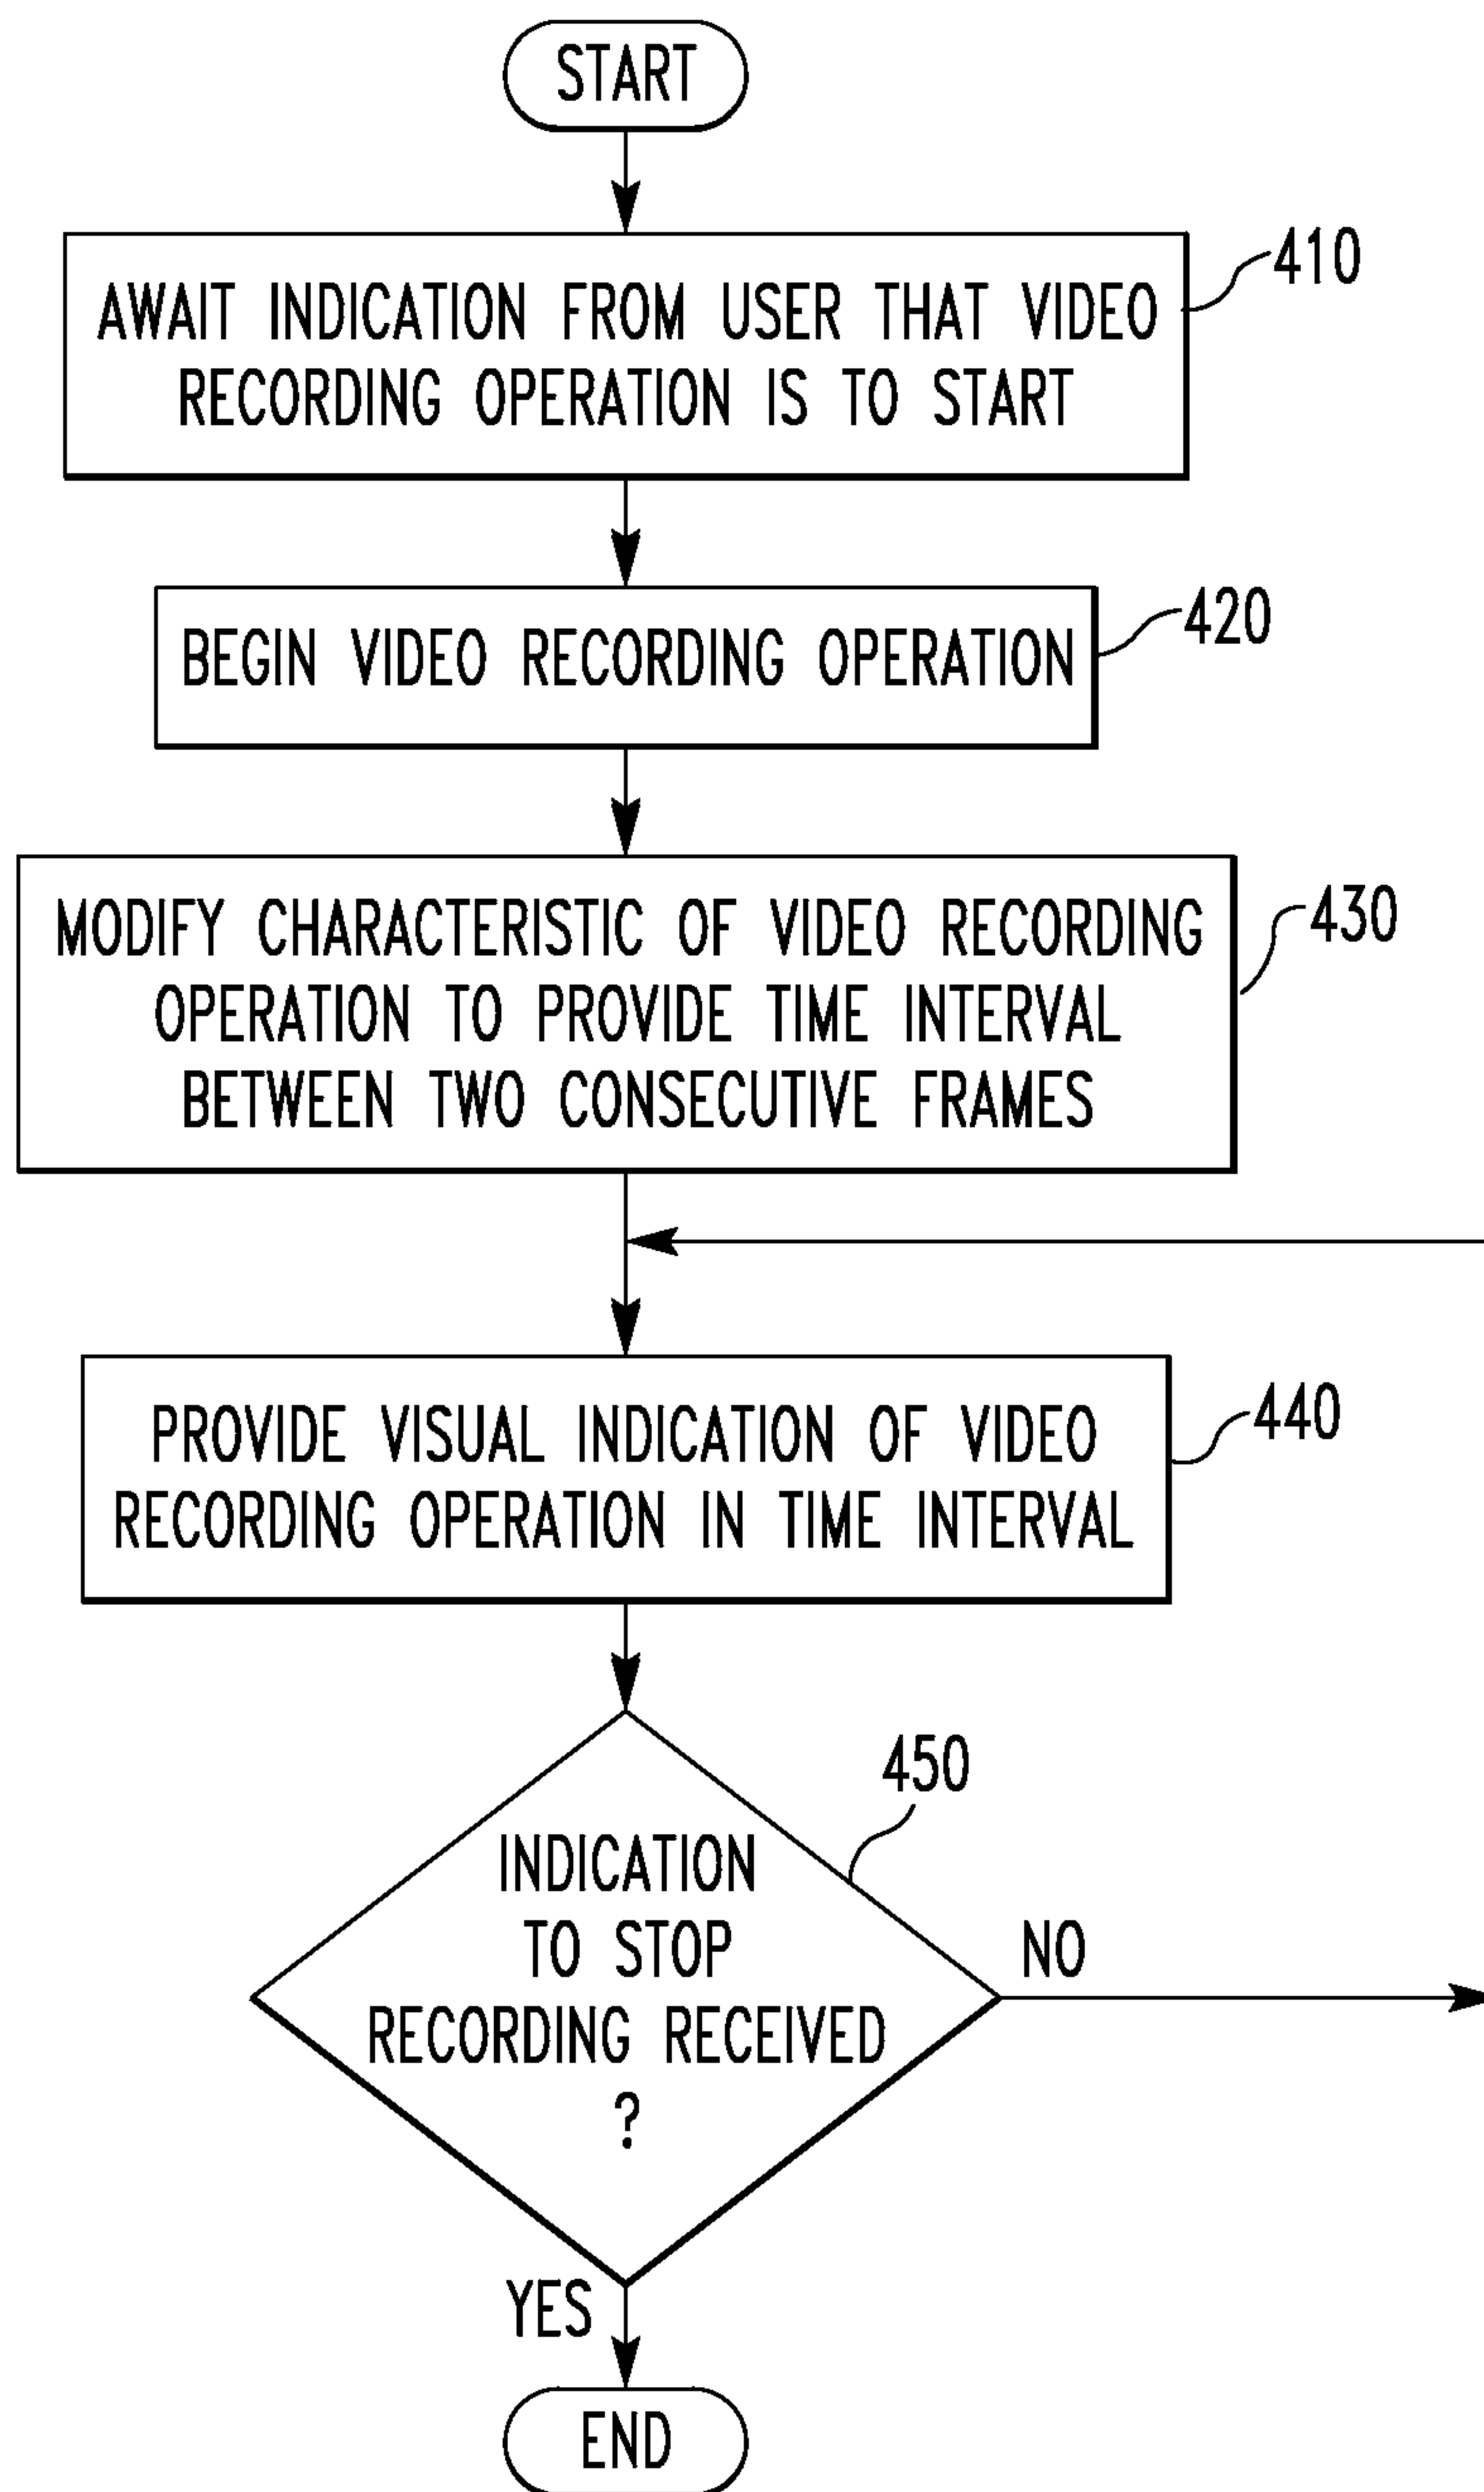 START
AWAIT INDICATION FROM USER THAT VIDEO
RECORDING OPERATION IS TO START
410
BEGIN VIDEO RECORDING OPERATION
420
MODIFY CHARACTERISTIC OF VIDEO RECORDING
OPERATION TO PROVIDE TIME INTERVAL
BETWEEN TWO CONSECUTIVE FRAMES
430
PROVIDE VISUAL INDICATION OF VIDEO
RECORDING OPERATION IN TIME INTERVAL
440
INDICATION
TO STOP
RECORDING RECEIVED
?
450
NO
YES
END